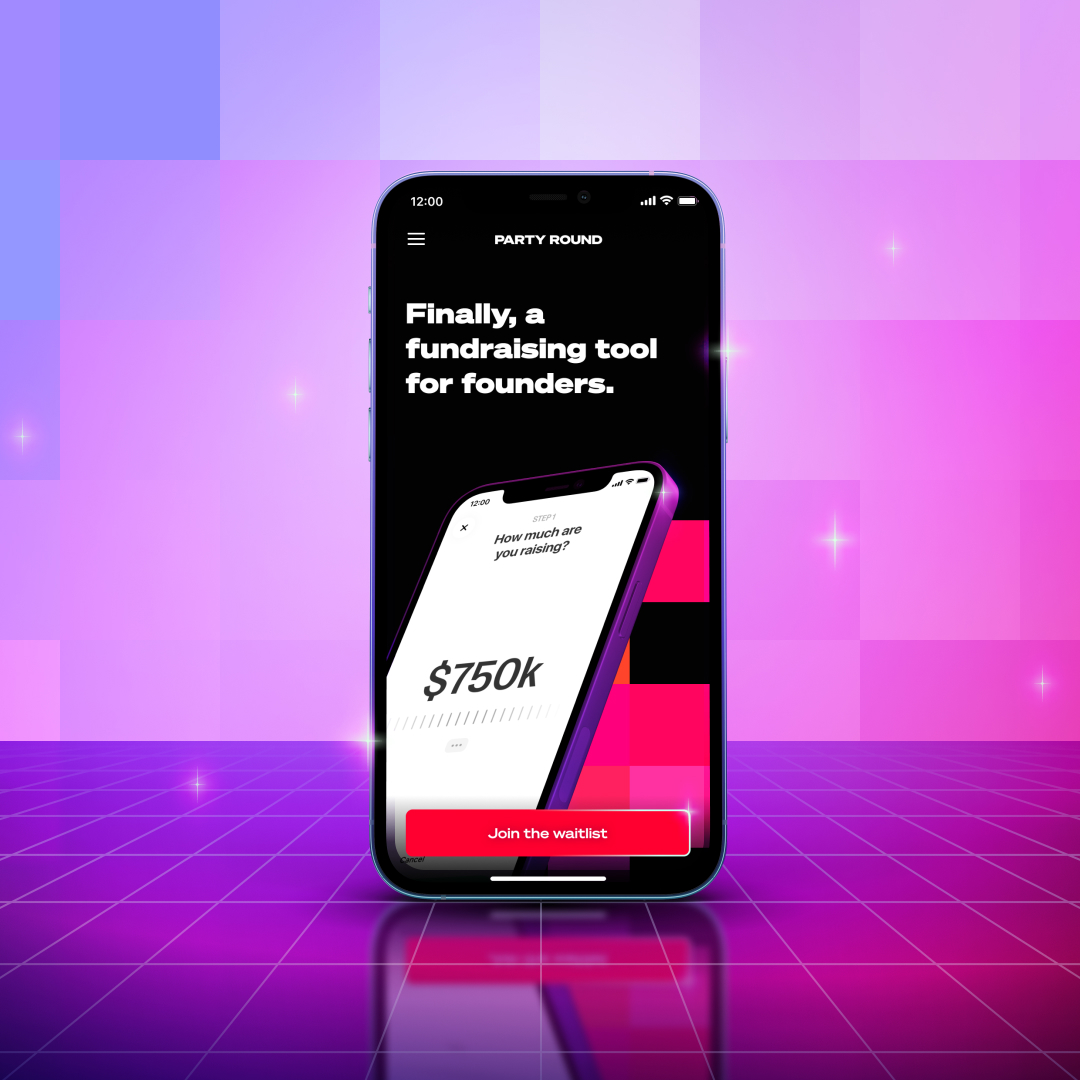 12:00
PARTY ROUND
Finally, a
fundraising tool
for founders.
12:00
STEP 1
How much are
you raising?
$750k
Join the waitlist
Cancel